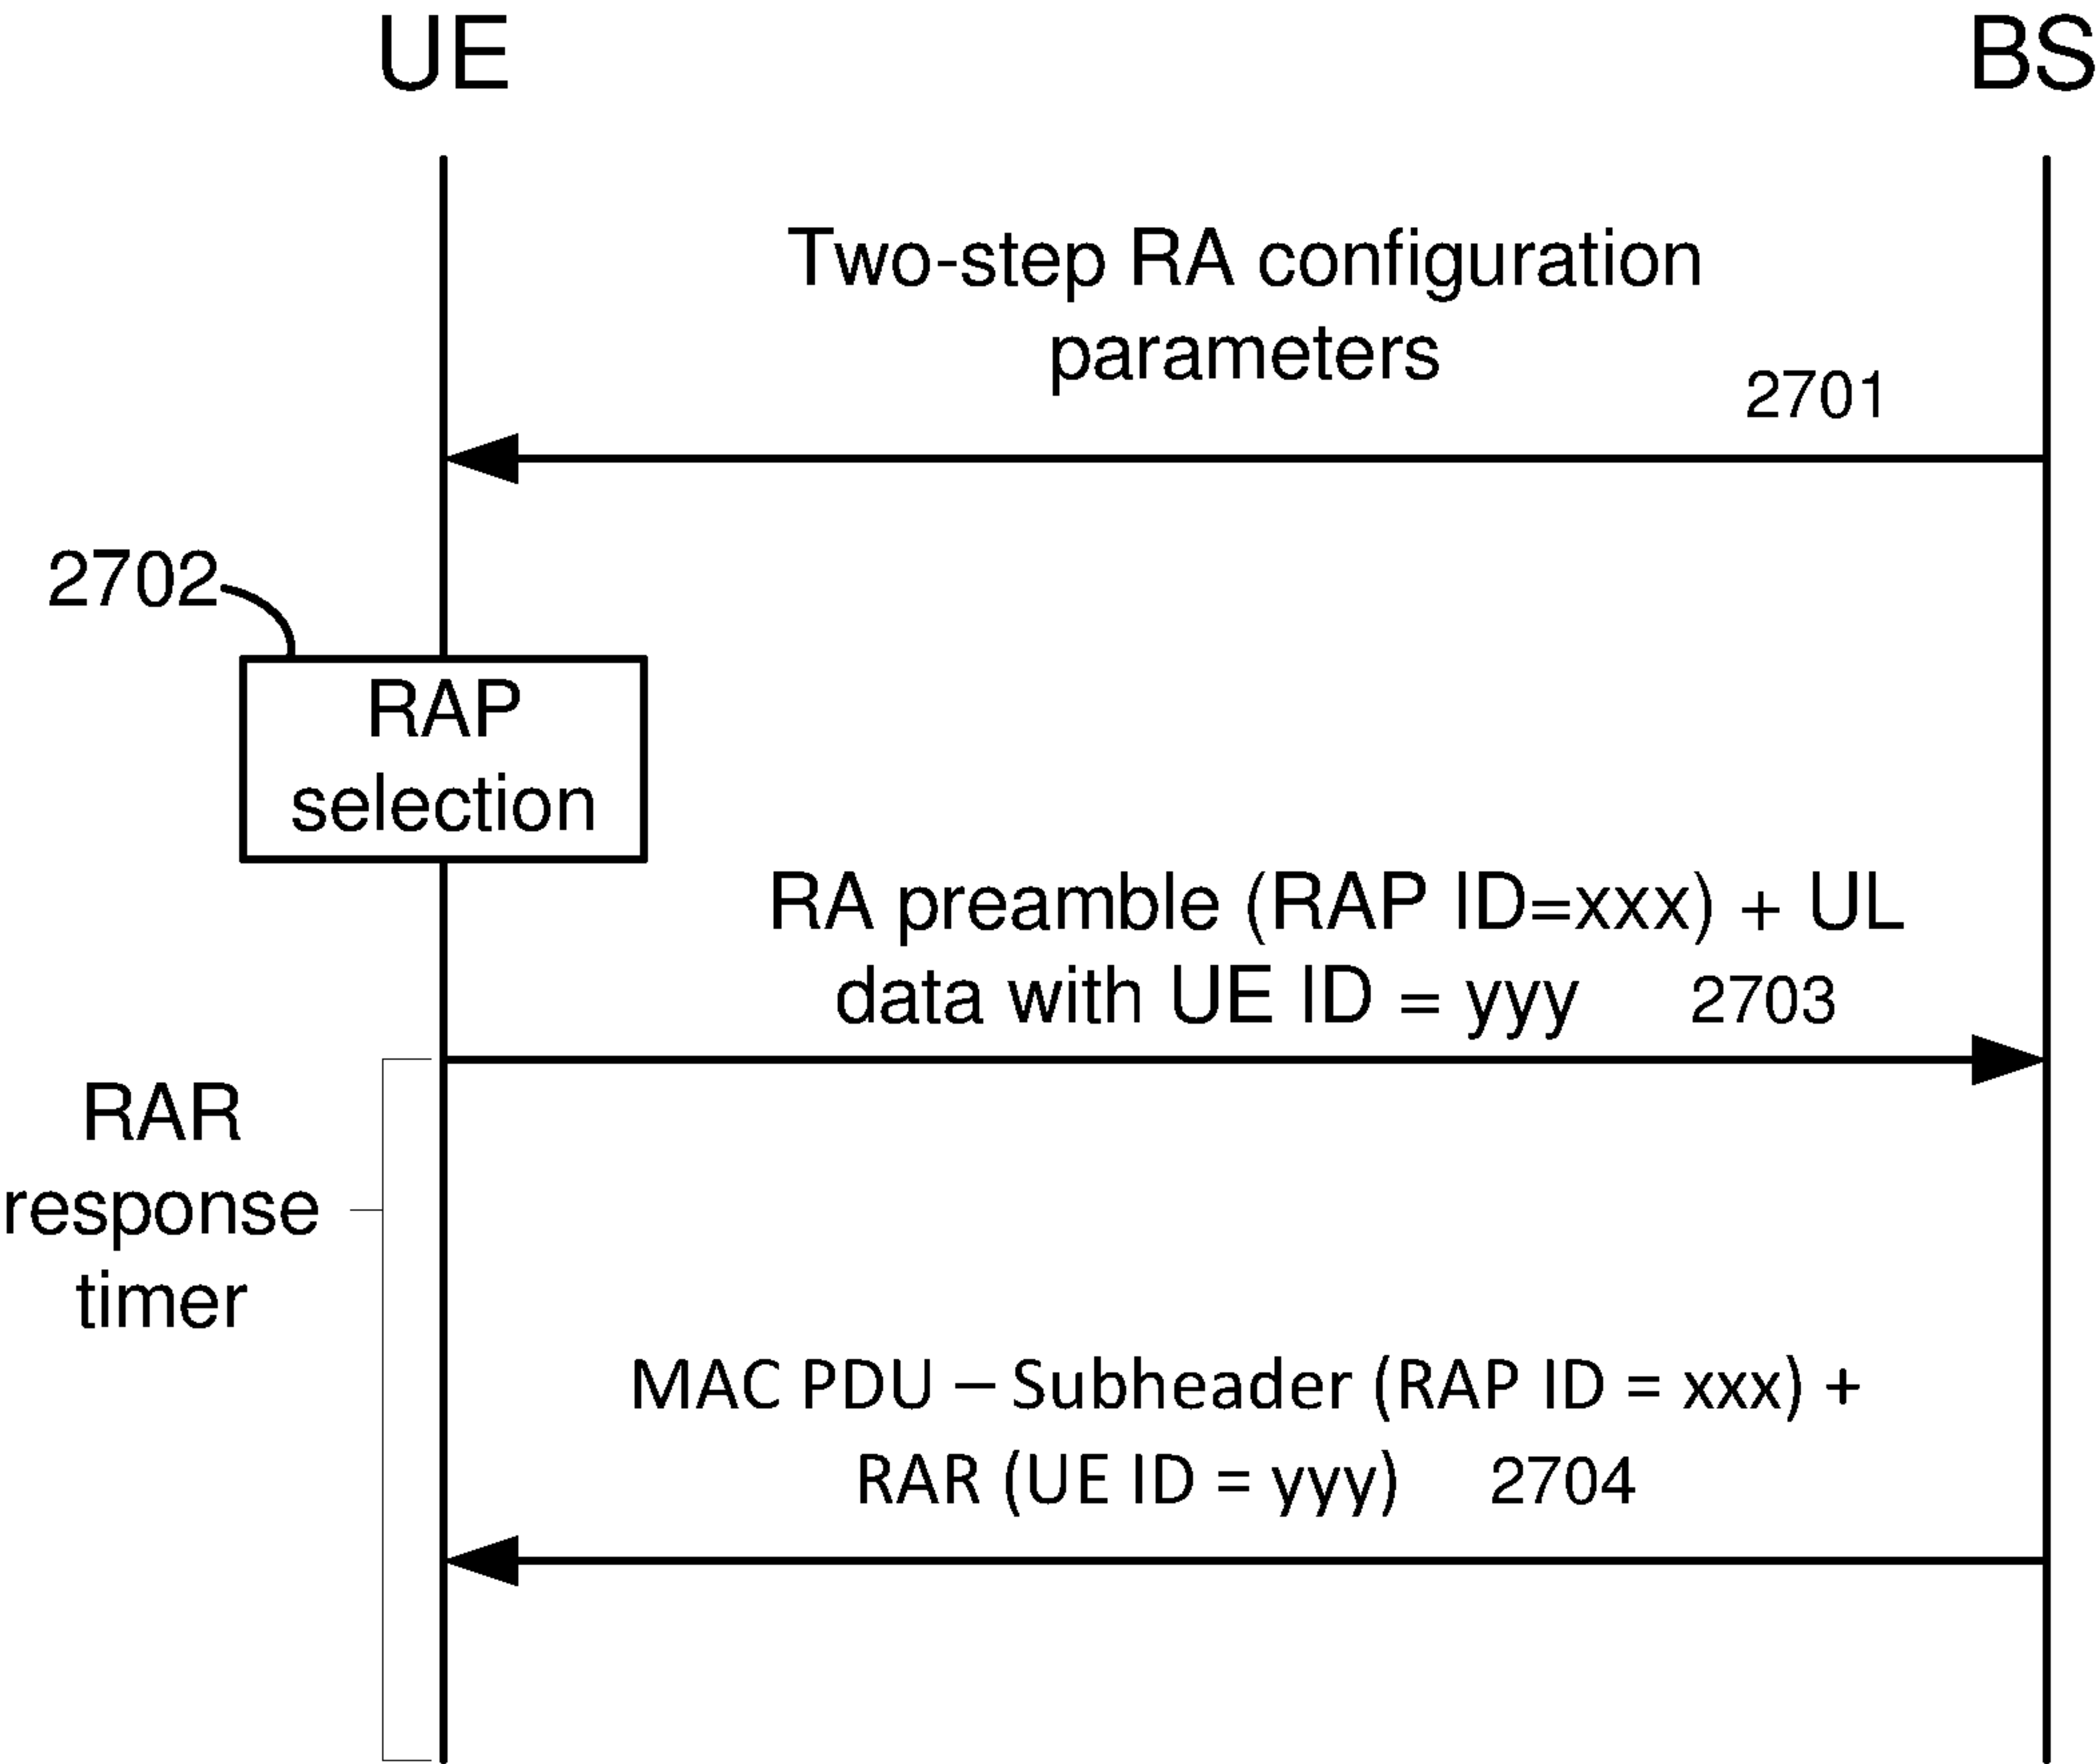 UE
BS
Two-step RA configuration
parameters
2701
2702
RAP
selection
RA preamble (RAP ID=xxx) + UL
data with UE ID = yyy 2703
RAR
response
timer
MAC PDU – Subheader (RAP ID = xxx) +
RAR (UE ID = yyy) 2704